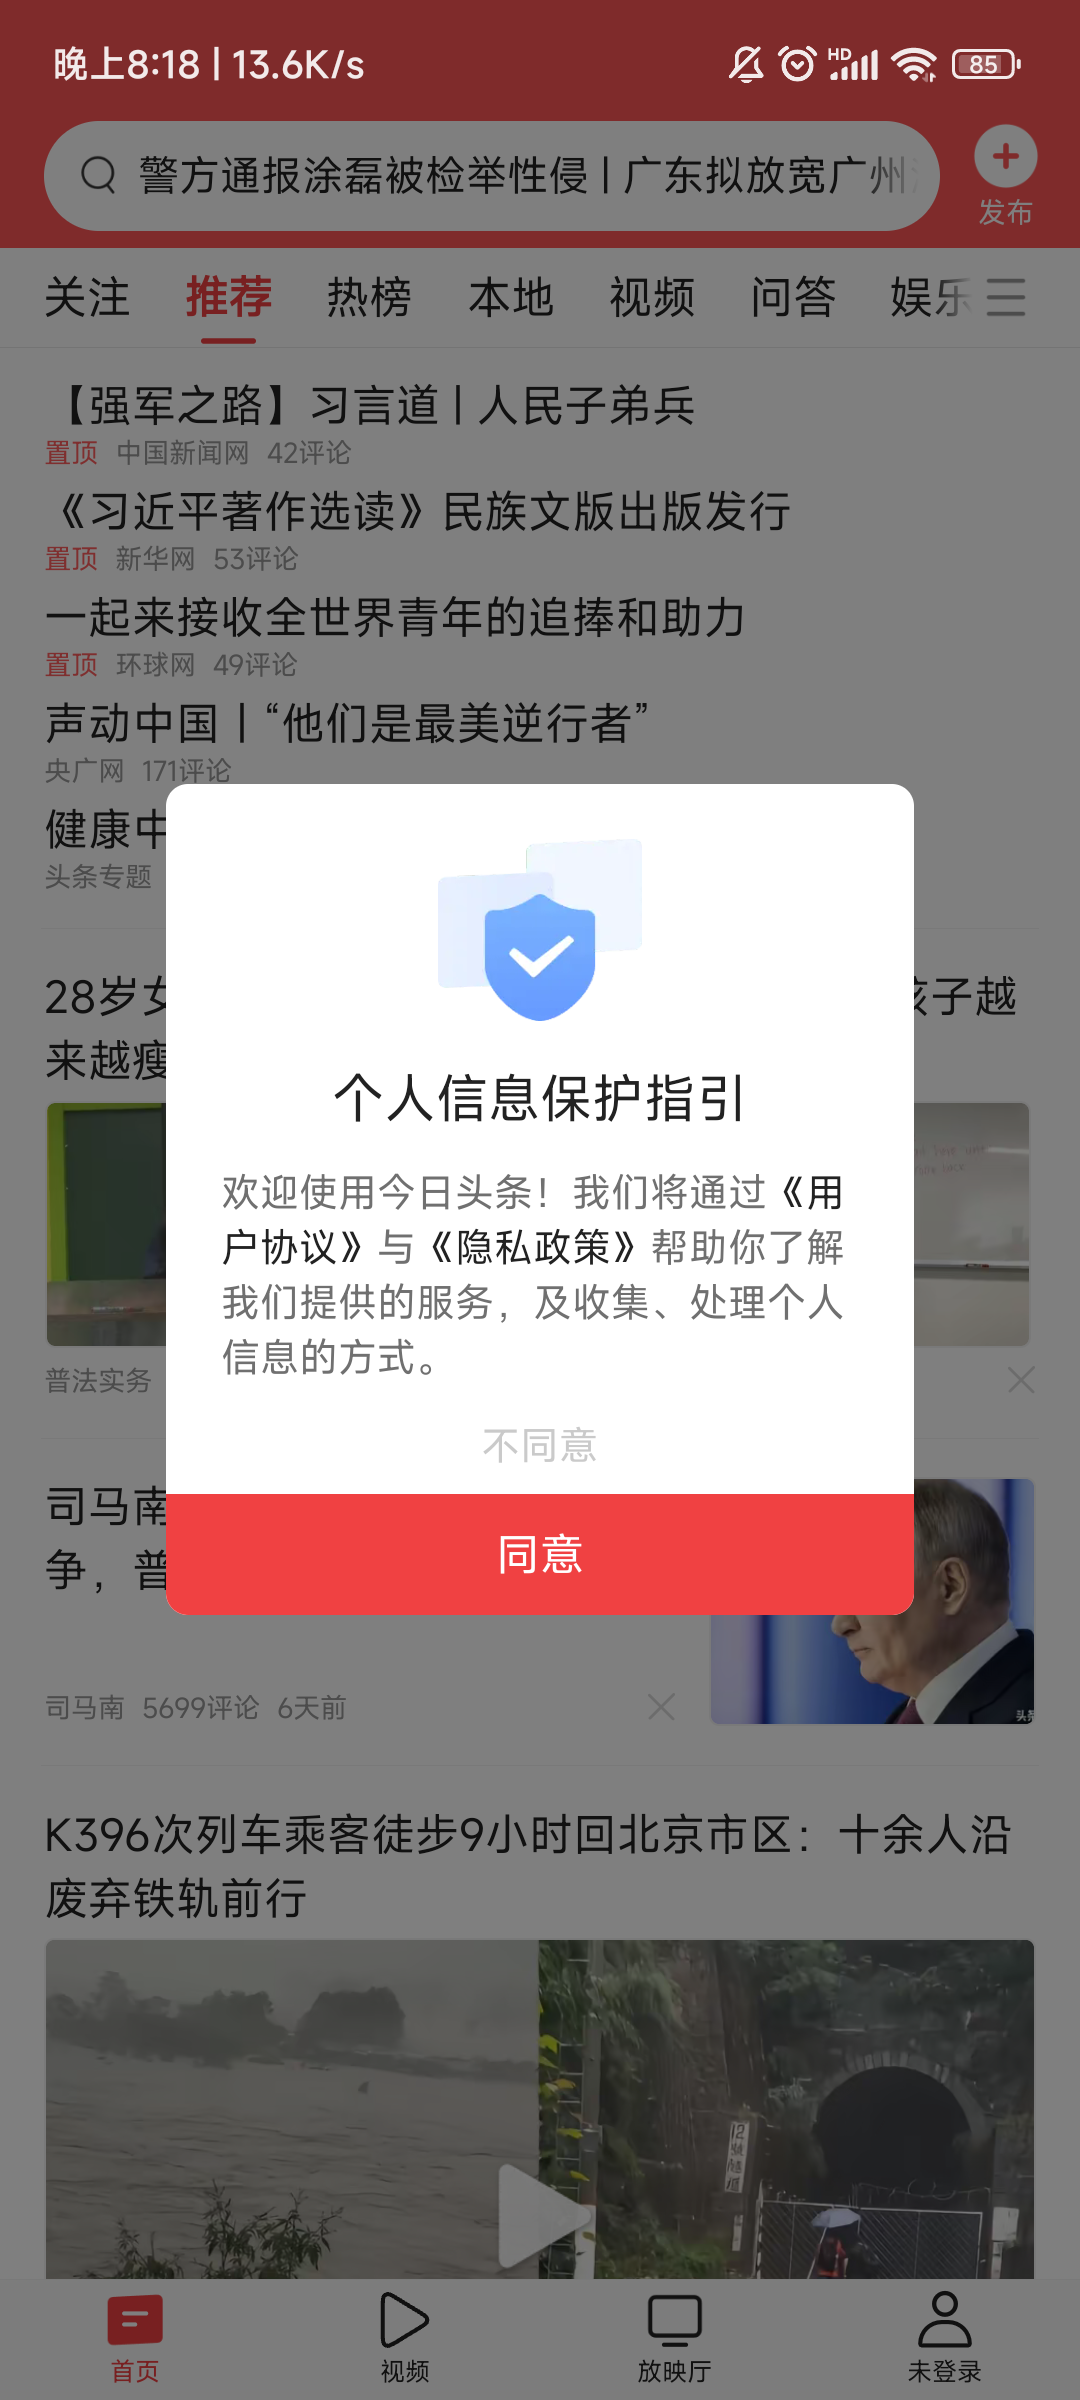 晚上8:18 | 13.6K/s
HD
85
警方通报涂磊被检举性侵 | 广东拟放宽广州
发布
关注 推荐 热榜 本地 视频 问答 娱乐
【强军之路】习言道 | 人民子弟兵
置顶 中国新闻网 42评论
《习近平著作选读》民族文版出版发行
置顶 新华网 53评论
一起来接收全世界青年的追捧和助力
置顶 环球网 49评论
声动中国 | “他们是最美逆行者”
央广网 171评论
健康中
头条专题
28岁女 孩子越
来越瘦
普法实务
个人信息保护指引
欢迎使用今日头条！我们将通过《用
户协议》与《隐私政策》帮助你了解
我们提供的服务，及收集、处理个人
信息的方式。
不同意
同意
司马南
争，普
头条
司马南 5699评论 6天前
K396次列车乘客徒步9小时回北京市区：十余人沿
废弃铁轨前行
首页 视频 放映厅 未登录